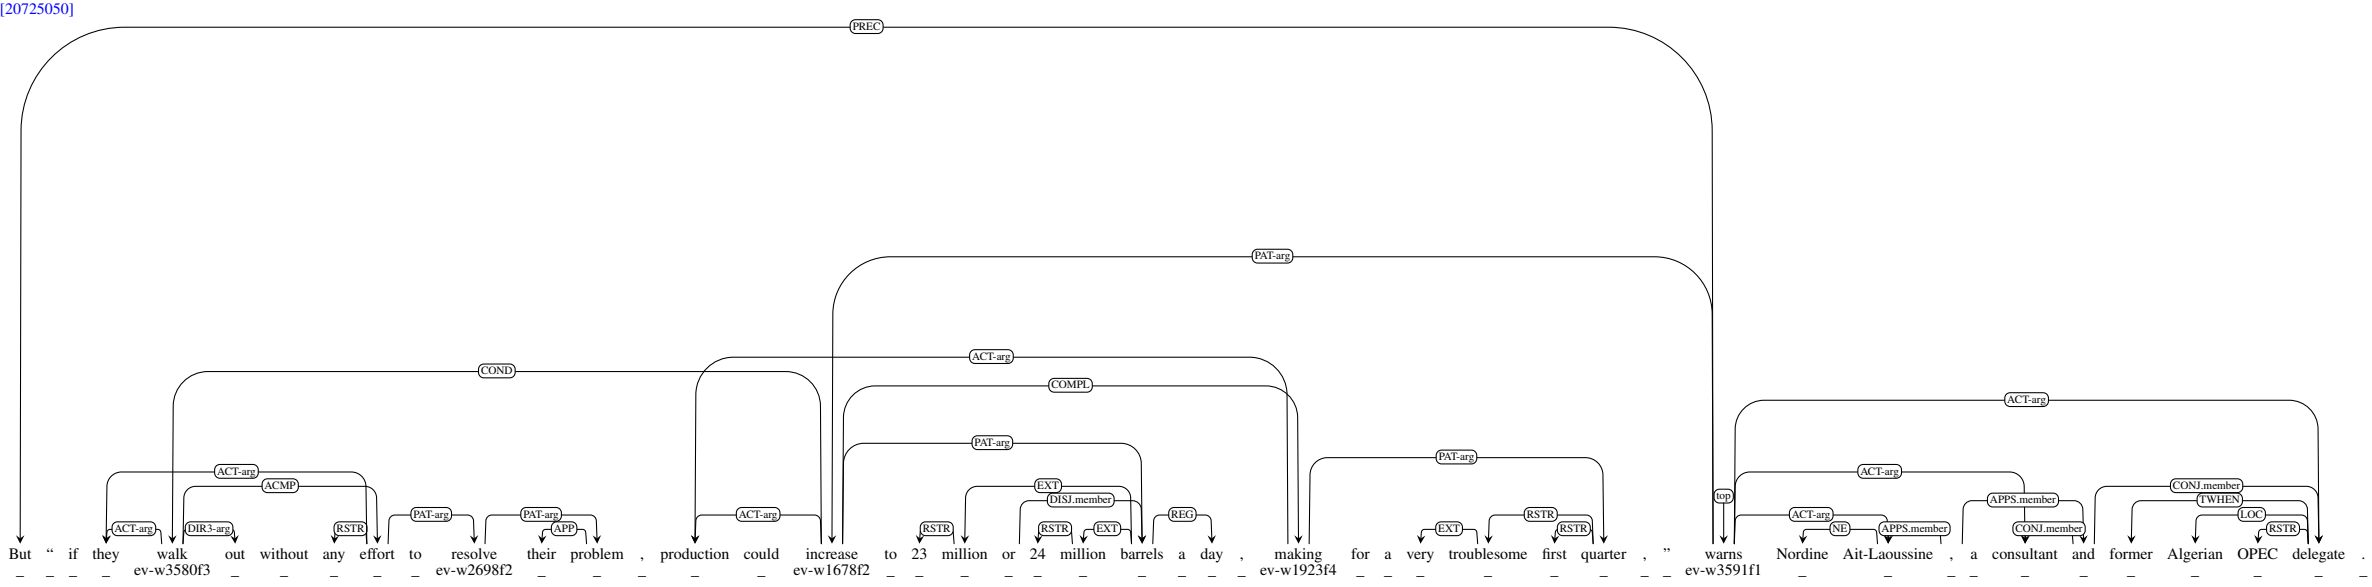 [20725050]
PREC
PAT-arg
ACT-arg
COND
COMPL
ACT-arg
PAT-arg
PAT-arg
ACT-arg ACT-arg
ACMP EXT CONJ.member
top
DISJ.member APPS.member TWHEN
PAT-arg PAT-arg ACT-arg REG RSTR ACT-arg LOC
ACT-arg DIR3-arg RSTR APP RSTR RSTR EXT EXT RSTR NE APPS.member CONJ.member RSTR
But “ if they walk out without any effort to resolve their problem , production could increase to 23 million or 24 million barrels a day , making for a very troublesome first quarter , ” warns Nordine Ait-Laoussine , a consultant and former Algerian OPEC delegate .
_ _ _ _ ev-w3580f3 _ _ _ _ _ ev-w2698f2 _ _ _ _ _ ev-w1678f2 _ _ _ _ _ _ _ _ _ _ ev-w1923f4 _ _ _ _ _ _ _ _ ev-w3591f1 _ _ _ _ _ _ _ _ _ _ _